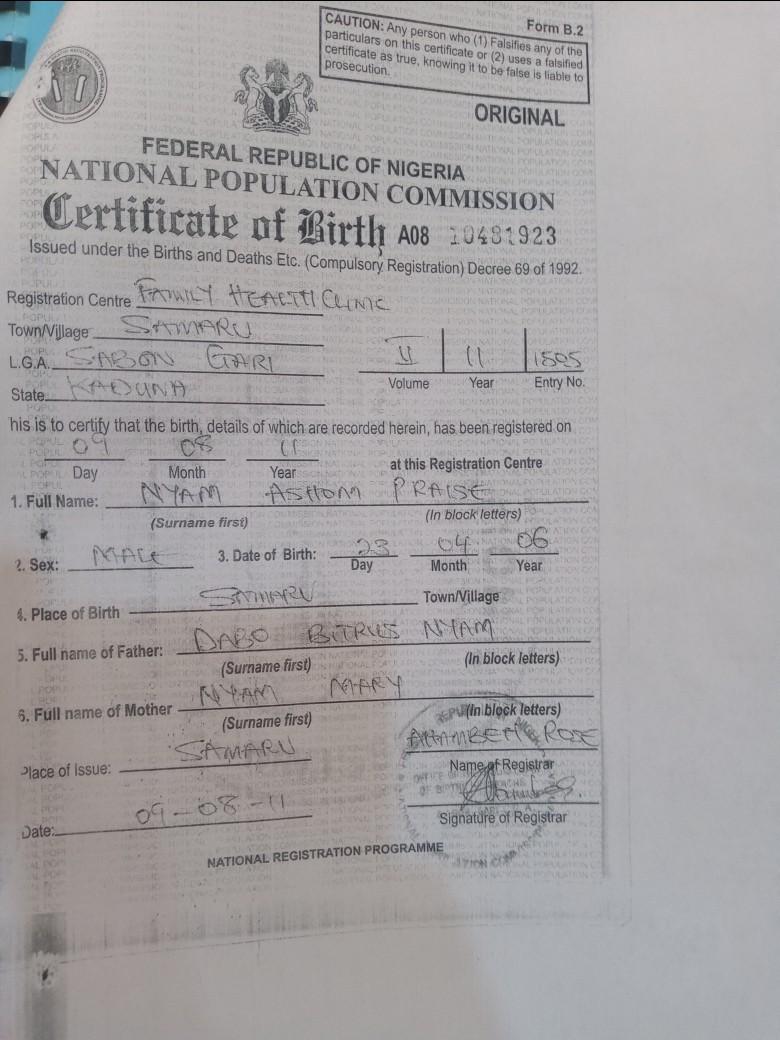 Form B.2
CAUTION: Any person who (1) Falsifies any of the
particulars on this certificate or (2) uses a falsified
certificate as true, knowing it to be false is liable to
prosecution.
ORIGINAL
FEDERAL REPUBLIC OF NIGERIA
NATIONAL POPULATION COMMISSION
Certificate of Birth A08 10481923
Issued under the Births and Deaths Etc. (Compulsory Registration) Decree 69 of 1992.
Registration Centre FAMILY HEALTH CLINIC
Town/Village SAMARU
L.G.A. SABON GARI II 11 1505
Volume Year Entry No.
State KADUNA
his is to certify that the birth, details of which are recorded herein, has been registered on
09 08 11
Day Month Year at this Registration Centre
1. Full Name: NYAM ASHOM PRAISE
(Surname first) (In block letters)
2. Sex: MALE 3. Date of Birth: 23 04 06
Day Month Year
4. Place of Birth SAMARU Town/Village
5. Full name of Father: DABO BITRUS NYAM
(Surname first) (In block letters)
6. Full name of Mother NYAM MARY
(Surname first) (In block letters)
ROSE
Place of Issue: SAMARU
Name of Registrar
Date: 09-08-11
Signature of Registrar
NATIONAL REGISTRATION PROGRAMME